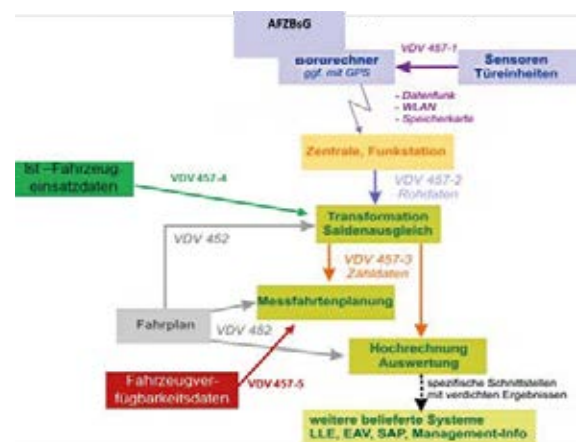 AFZBsG
Bordrechner
ggf. mit GPS
VDV 457-1
Sensoren
Türeinheiten
- Datenfunk
- WLAN
- Speicherkarte
Zentrale, Funkstation
Ist –Fahrzeug
einsatzdaten
VDV 457-4
VDV 457-2
Rohdaten
Transformation
Saldenausgleich
VDV 452
VDV 457-3
Zähldaten
Messfahrtenplanung
Fahrplan
VDV 452
Hochrechnung
Auswertung
Fahrzeugver-
fügbarkeitsdaten
VDV 457-5
spezifische Schnittstellen
mit verdichten Ergebnissen
weitere belieferte Systeme
LLE, EAV, SAP, Management-Info